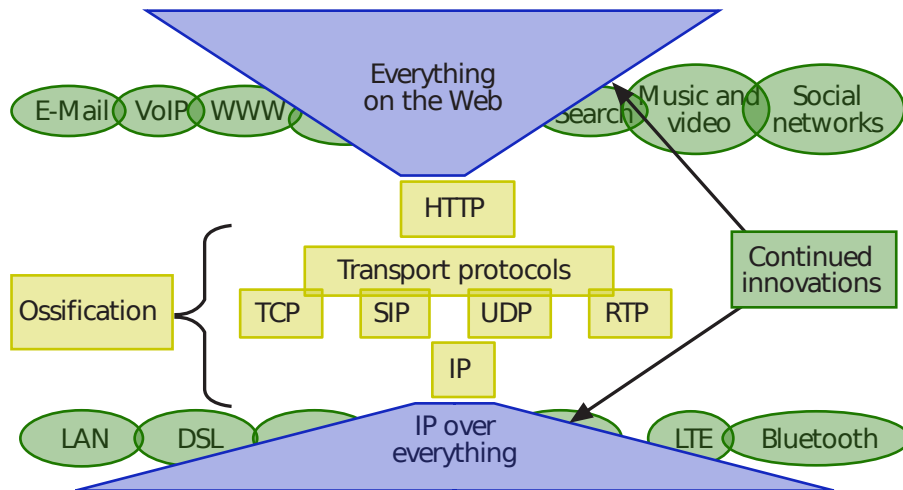 Everything
on the Web
E-Mail
VoIP
WWW
Search
Music and
video
Social
networks
HTTP
Transport protocols
TCP
SIP
UDP
RTP
IP
Ossification
Continued
innovations
LAN
DSL
IP over
everything
LTE
Bluetooth